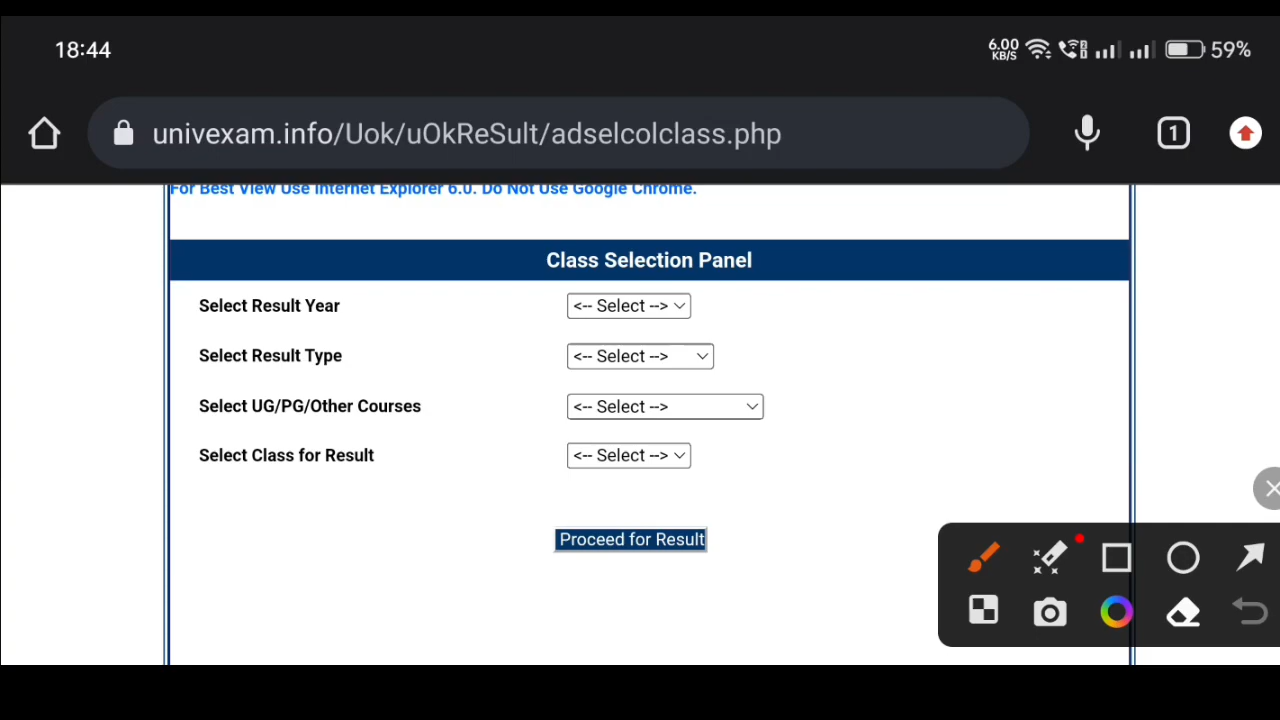 18:44
6.00
KB/S
59%
univexam.info/Uok/uOkReSult/adselcolclass.php
1
For Best View Use Internet Explorer 6.0. Do Not Use Google Chrome.
Class Selection Panel
Select Result Year <-- Select -->
Select Result Type <-- Select -->
Select UG/PG/Other Courses <-- Select -->
Select Class for Result <-- Select -->
Proceed for Result